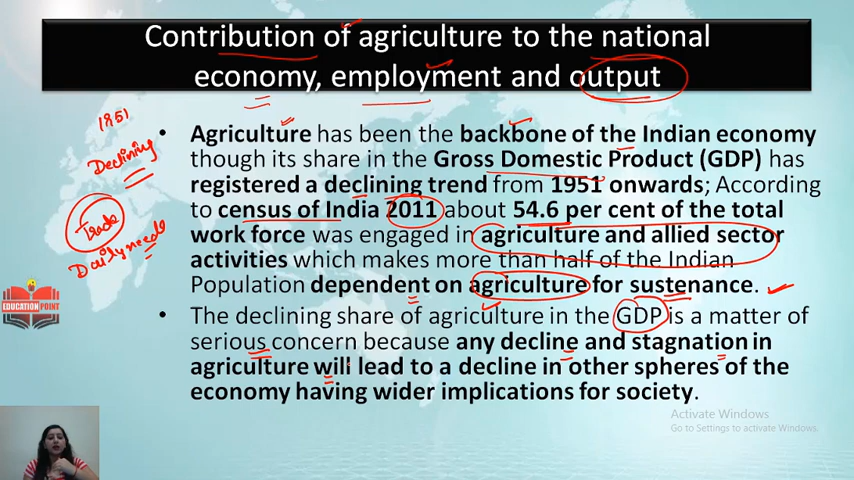 Contribution of agriculture to the national
economy, employment and output
1951
Declining
Trade
Daily needs
• Agriculture has been the backbone of the Indian economy
though its share in the Gross Domestic Product (GDP) has
registered a declining trend from 1951 onwards; According
to census of India 2011 about 54.6 per cent of the total
work force was engaged in agriculture and allied sector
activities which makes more than half of the Indian
Population dependent on agriculture for sustenance.
• The declining share of agriculture in the GDP is a matter of
serious concern because any decline and stagnation in
agriculture will lead to a decline in other spheres of the
economy having wider implications for society.
EDUCATION POINT
Activate Windows
Go to Settings to activate Windows.